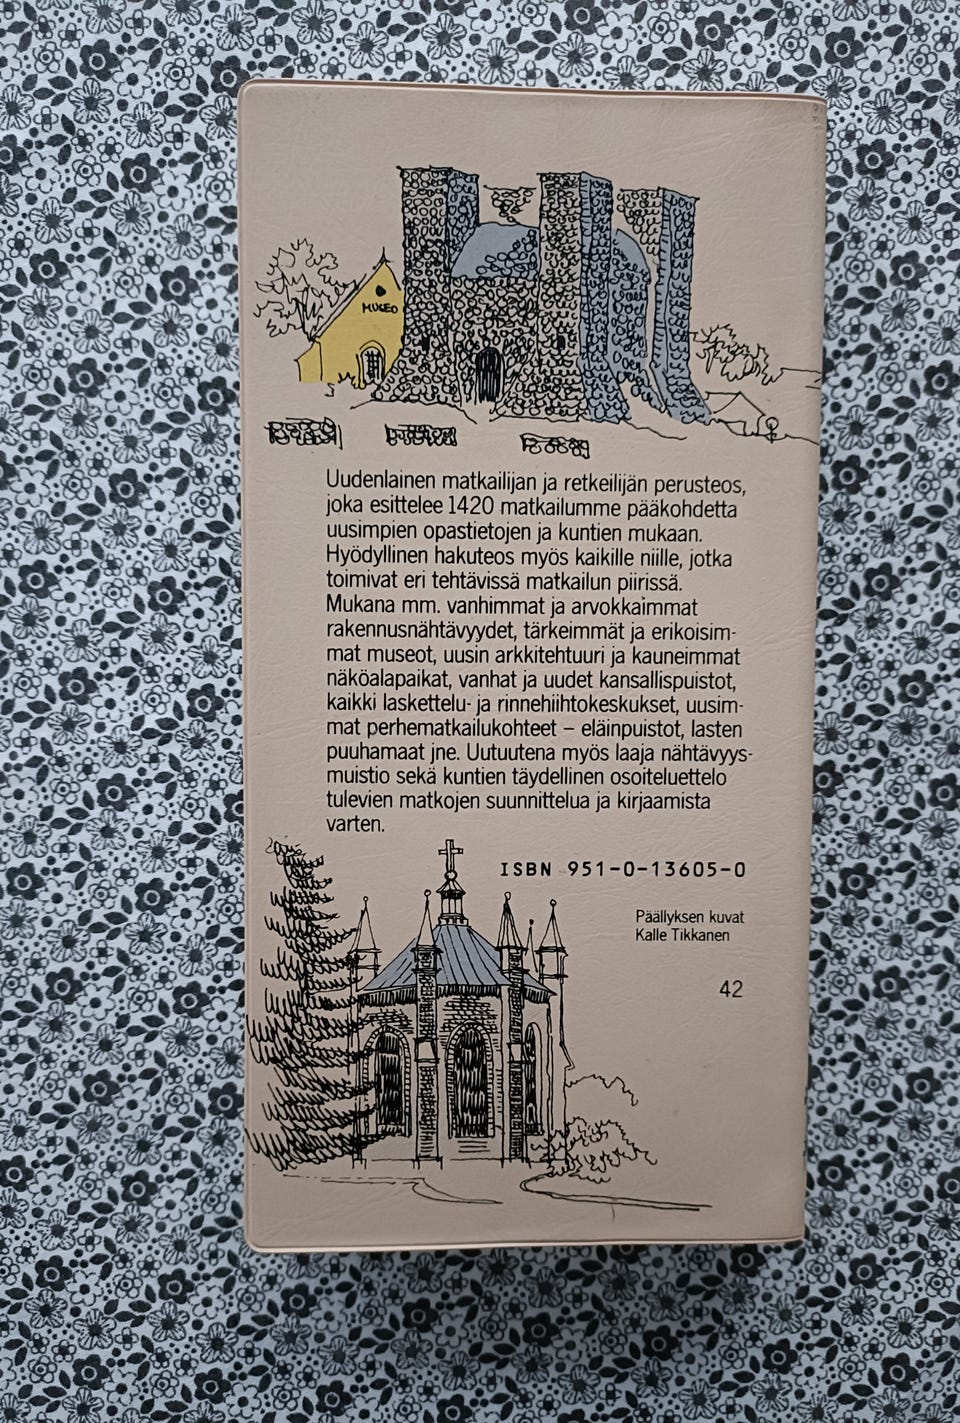 MUSEO
Uudenlainen matkailijan ja retkeilijän perusteos,
joka esittelee 1420 matkailumme pääkohdetta
uusimpien opastietojen ja kuntien mukaan.
Hyödyllinen hakuteos myös kaikille niille, jotka
toimivat eri tehtävissä matkailun piirissä.
Mukana mm. vanhimmat ja arvokkaimmat
rakennusnähtävyydet, tärkeimmät ja erikoisim-
mat museot, uusin arkkitehtuuri ja kauneimmat
näköalapaikat, vanhat ja uudet kansallispuistot,
kaikki laskettelu- ja rinnehiihtokeskukset, uusim-
mat perhematkailukohteet – eläinpuistot, lasten
puuhamaat jne. Uutuutena myös laaja nähtävyys-
muistio sekä kuntien täydellinen osoiteluettelo
tulevien matkojen suunnittelua ja kirjaamista
varten.
ISBN 951-0-13605-0
Päällyksen kuvat
Kalle Tikkanen
42